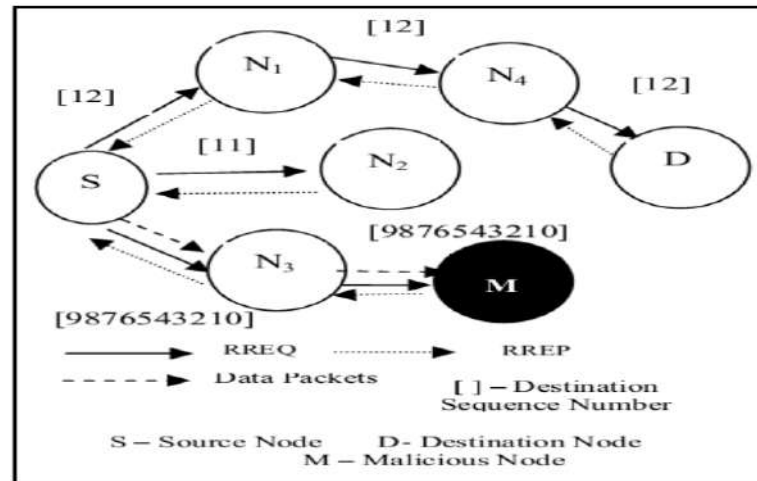 [12]
N1
N4
[12]
[12]
[11]
S
N2
D
[9876543210]
N3
M
[9876543210]
RREQ
RREP
Data Packets
[ ] – Destination
Sequence Number
S – Source Node D- Destination Node
M – Malicious Node